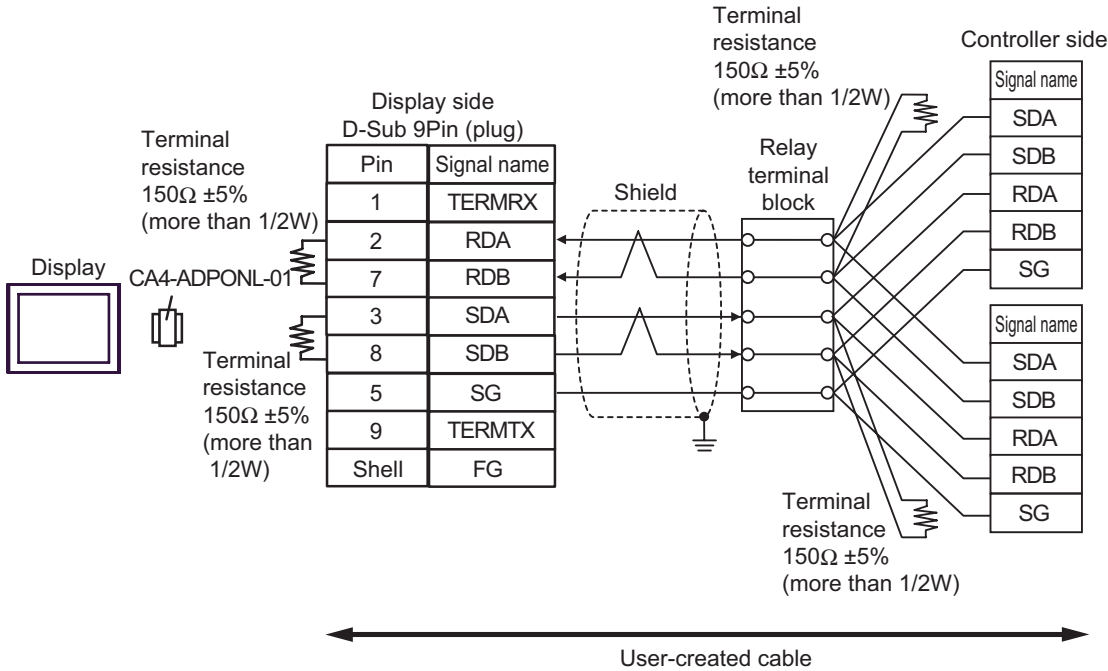 Terminal
resistance
150Ω ±5%
(more than 1/2W)
Controller side
Signal name
SDA
SDB
RDA
RDB
SG
Display side
D-Sub 9Pin (plug)
Terminal
resistance
150Ω ±5%
(more than 1/2W)
Pin Signal name
1 TERMRX
2 RDA
7 RDB
3 SDA
8 SDB
5 SG
9 TERMTX
Shell FG
Shield
Relay
terminal
block
Display
CA4-ADPONL-01
Terminal
resistance
150Ω ±5%
(more than
1/2W)
Signal name
SDA
SDB
RDA
RDB
SG
Terminal
resistance
150Ω ±5%
(more than 1/2W)
User-created cable